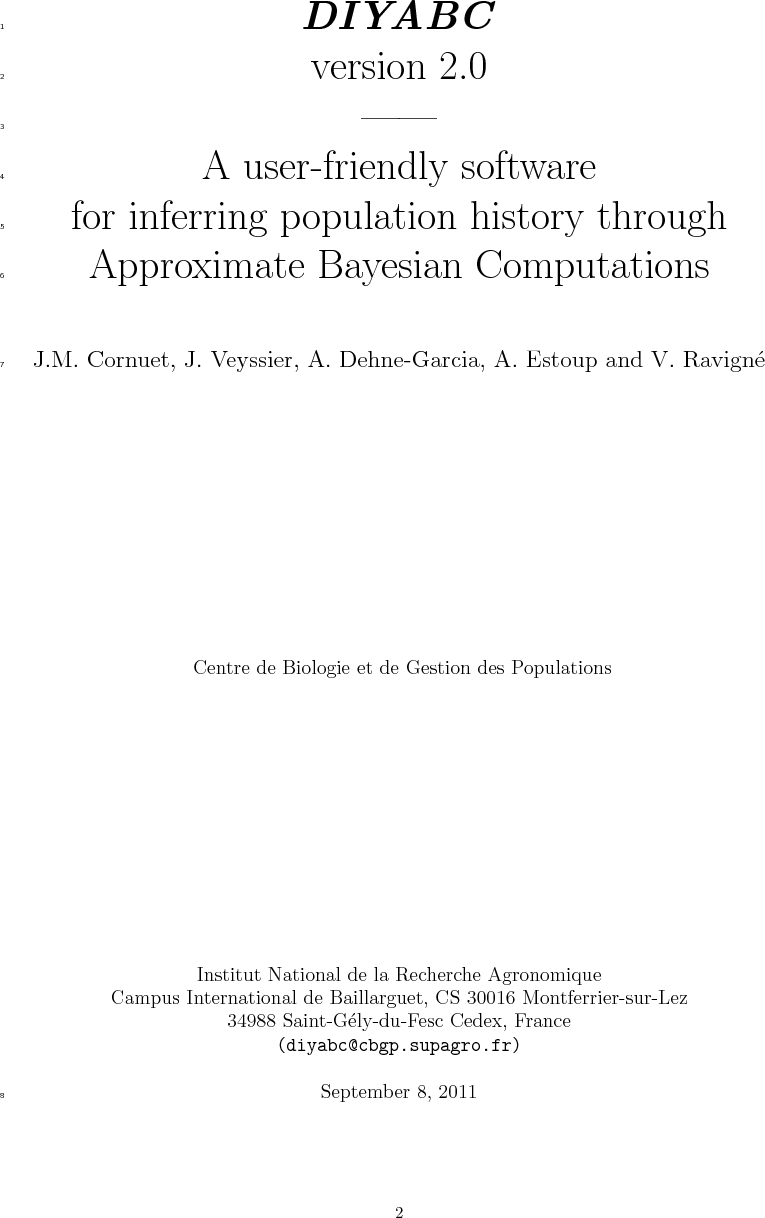 1 DIYABC
2 version 2.0
3
4 A user-friendly software
5 for inferring population history through
6 Approximate Bayesian Computations
7 J.M. Cornuet, J. Veyssier, A. Dehne-Garcia, A. Estoup and V. Ravigné
Centre de Biologie et de Gestion des Populations
Institut National de la Recherche Agronomique
Campus International de Baillarguet, CS 30016 Montferrier-sur-Lez
34988 Saint-Gély-du-Fesc Cedex, France
(diyabc@cbgp.supagro.fr)
8 September 8, 2011
2